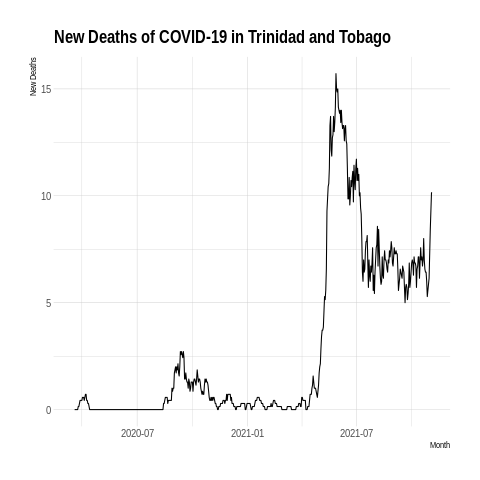 New Deaths of COVID-19 in Trinidad and Tobago
New Deaths
15
10
5
0
2020-07
2021-01
2021-07
Month